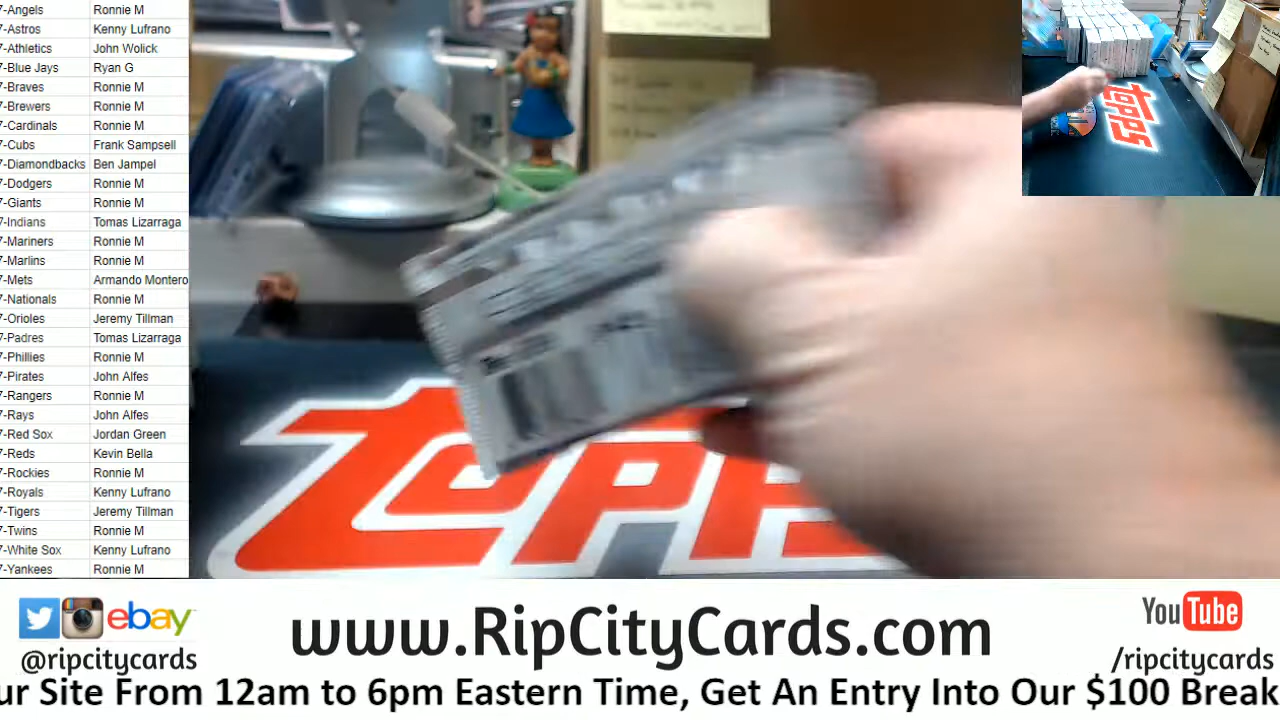 7-Angels Ronnie M
7-Astros Kenny Lufrano
7-Athletics John Wolick
7-Blue Jays Ryan G
7-Braves Ronnie M
7-Brewers Ronnie M
7-Cardinals Ronnie M
7-Cubs Frank Sampsell
7-Diamondbacks Ben Jampel
7-Dodgers Ronnie M
7-Giants Ronnie M
7-Indians Tomas Lizarraga
7-Mariners Ronnie M
7-Marlins Ronnie M
7-Mets Armando Montero
7-Nationals Ronnie M
7-Orioles Jeremy Tillman
7-Padres Tomas Lizarraga
7-Phillies Ronnie M
7-Pirates John Alfes
7-Rangers Ronnie M
7-Rays John Alfes
7-Red Sox Jordan Green
7-Reds Kevin Bella
7-Rockies Ronnie M
7-Royals Kenny Lufrano
7-Tigers Jeremy Tillman
7-Twins Ronnie M
7-White Sox Kenny Lufrano
7-Yankees Ronnie M
topps
topps
ebay
@ripcitycards
www.RipCityCards.com
YouTube
/ripcitycards
ur Site From 12am to 6pm Eastern Time, Get An Entry Into Our $100 Break